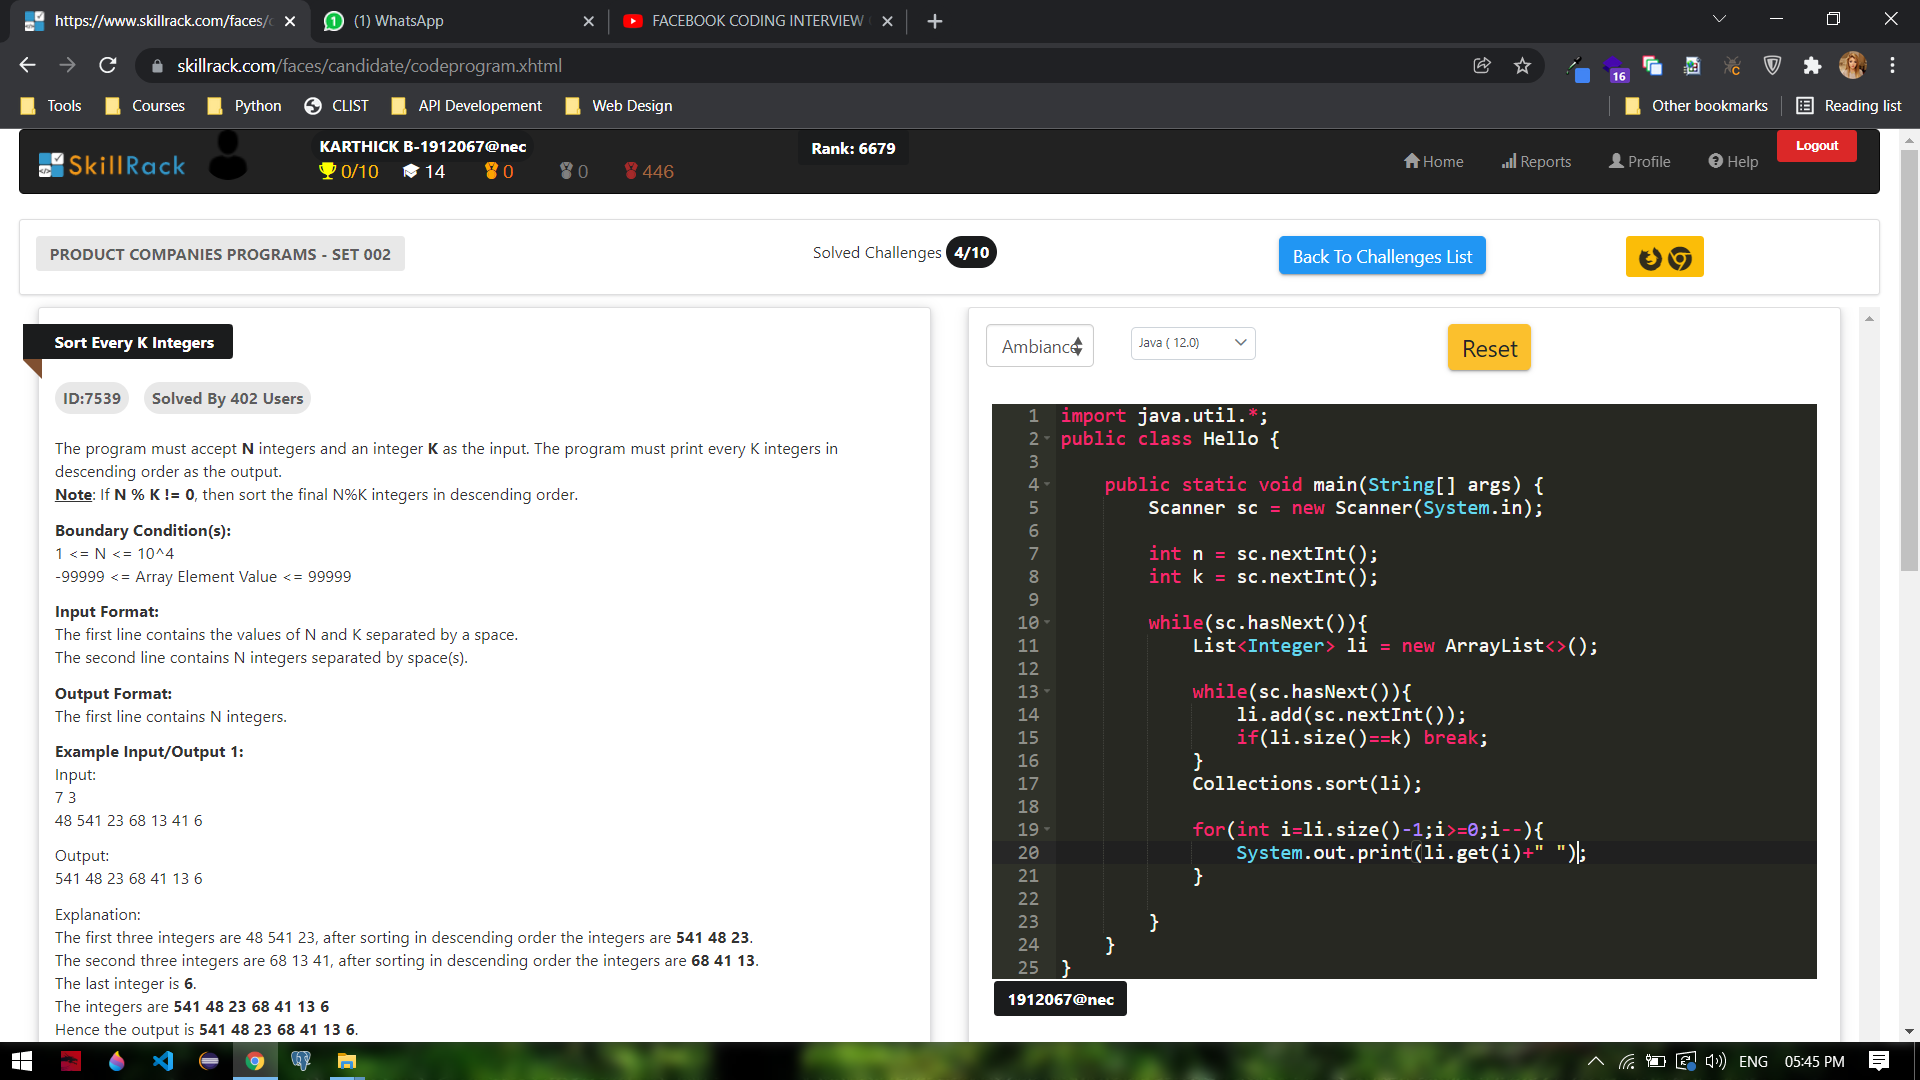 https://www.skillrack.com/faces/c
(1) WhatsApp
FACEBOOK CODING INTERVIEW
skillrack.com/faces/candidate/codeprogram.xhtml
16
Tools
Courses
Python
CLIST
API Developement
Web Design
Other bookmarks
Reading list
SkillRack
KARTHICK B-1912067@nec
0/10
14
0
0
446
Rank: 6679
Home
Reports
Profile
Help
Logout
PRODUCT COMPANIES PROGRAMS - SET 002
Solved Challenges 4/10
Back To Challenges List
Sort Every K Integers
ID:7539
Solved By 402 Users
The program must accept N integers and an integer K as the input. The program must print every K integers in
descending order as the output.
Note: If N % K != 0, then sort the final N%K integers in descending order.
Boundary Condition(s):
1 <= N <= 10^4
-99999 <= Array Element Value <= 99999
Input Format:
The first line contains the values of N and K separated by a space.
The second line contains N integers separated by space(s).
Output Format:
The first line contains N integers.
Example Input/Output 1:
Input:
7 3
48 541 23 68 13 41 6
Output:
541 48 23 68 41 13 6
Explanation:
The first three integers are 48 541 23, after sorting in descending order the integers are 541 48 23.
The second three integers are 68 13 41, after sorting in descending order the integers are 68 41 13.
The last integer is 6.
The integers are 541 48 23 68 41 13 6
Hence the output is 541 48 23 68 41 13 6.
Ambiance
Java ( 12.0)
Reset
1 import java.util.*;
2 public class Hello {
3
4 public static void main(String[] args) {
5 Scanner sc = new Scanner(System.in);
6
7 int n = sc.nextInt();
8 int k = sc.nextInt();
9
10 while(sc.hasNext()){
11 List<Integer> li = new ArrayList<>();
12
13 while(sc.hasNext()){
14 li.add(sc.nextInt());
15 if(li.size()==k) break;
16 }
17 Collections.sort(li);
18
19 for(int i=li.size()-1;i>=0;i--){
20 System.out.print(li.get(i)+" ");
21 }
22
23 }
24 }
25 }
1912067@nec
ENG
05:45 PM